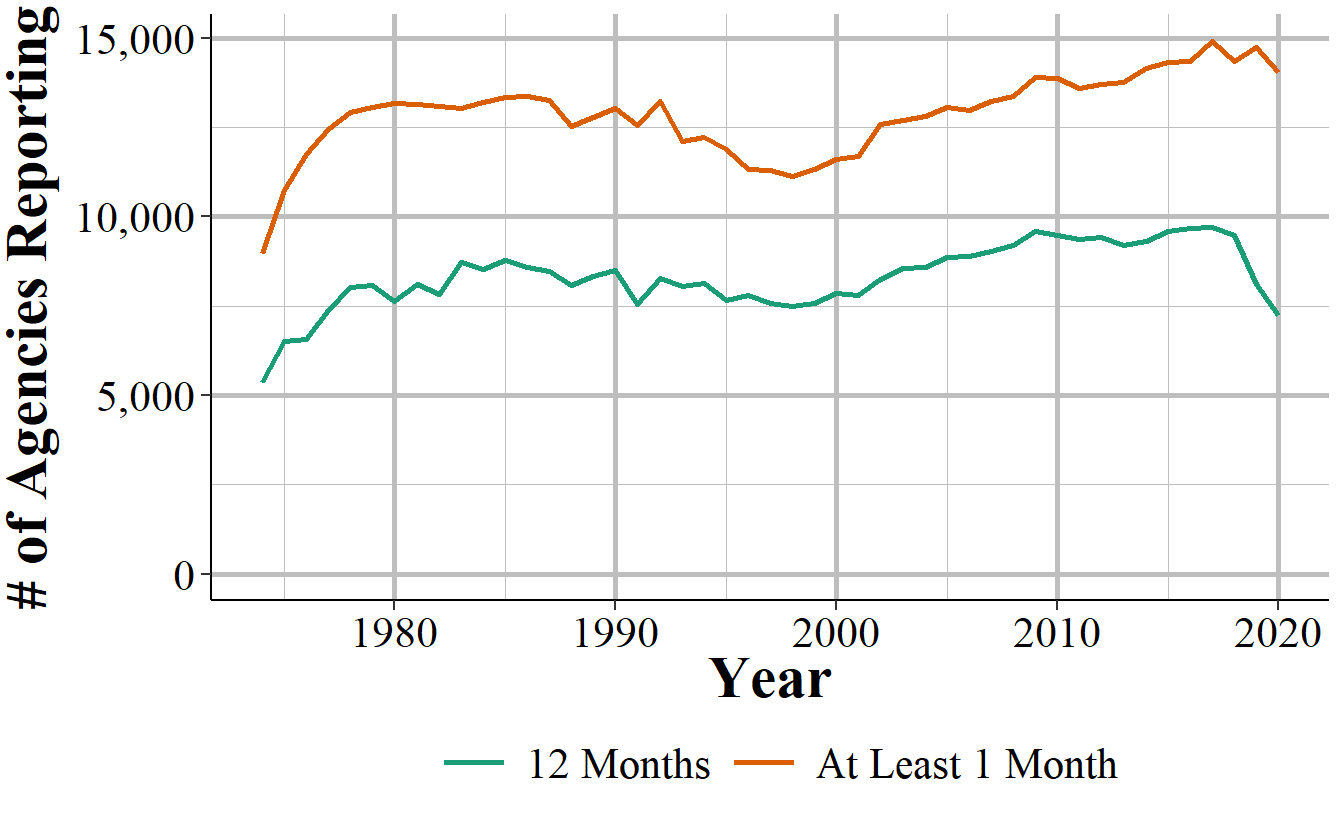 # of Agencies Reporting
15,000
10,000
5,000
0
1980 1990 2000 2010 2020
Year
12 Months At Least 1 Month